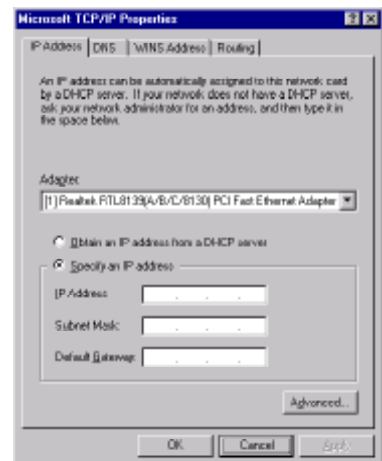 Microsoft TCP/IP Properties
IP Address DNS WINS Address Routing
An IP address can be automatically assigned to this network card
by a DHCP server. If your network does not have a DHCP server,
ask your network administrator for an address, and then type it in
the space below.
Adapter:
[1] Realtek RTL8139(A/B/C/8130) PCI Fast Ethernet Adapter
Obtain an IP address from a DHCP server
Specify an IP address
IP Address:
Subnet Mask:
Default Gateway:
Advanced...
OK Cancel Apply